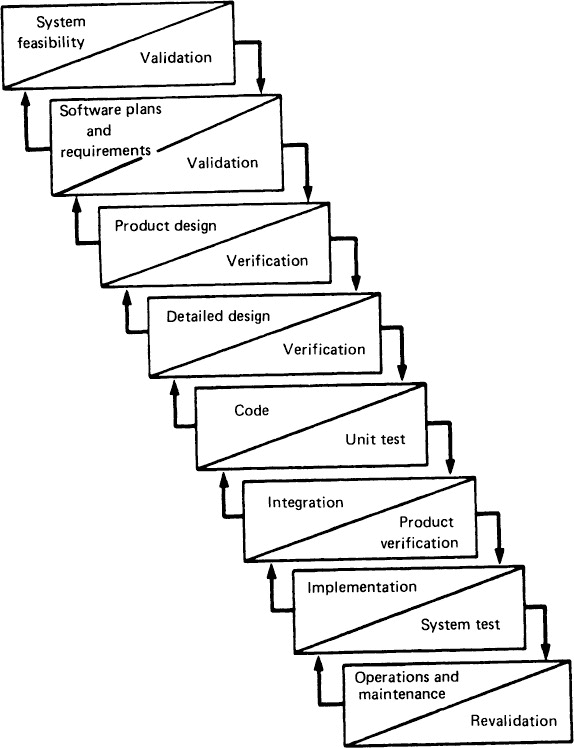 System
feasibility
Validation
Software plans
and
requirements
Validation
Product design
Verification
Detailed design
Verification
Code
Unit test
Integration
Product
verification
Implementation
System test
Operations and
maintenance
Revalidation